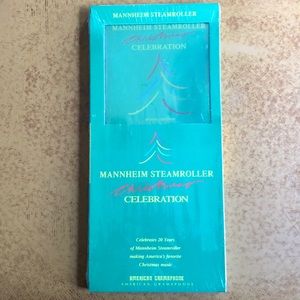 MANNHEIM STEAMROLLER
MANNHEIM STEAMROLLER
Christmas
CELEBRATION
MANNHEIM STEAMROLLER
Christmas
CELEBRATION
Celebrates 20 Years
of Mannheim Steamroller
making America's favorite
Christmas music
AMERICAN GRAMAPHONE
AMERICAN GRAMAPHONE